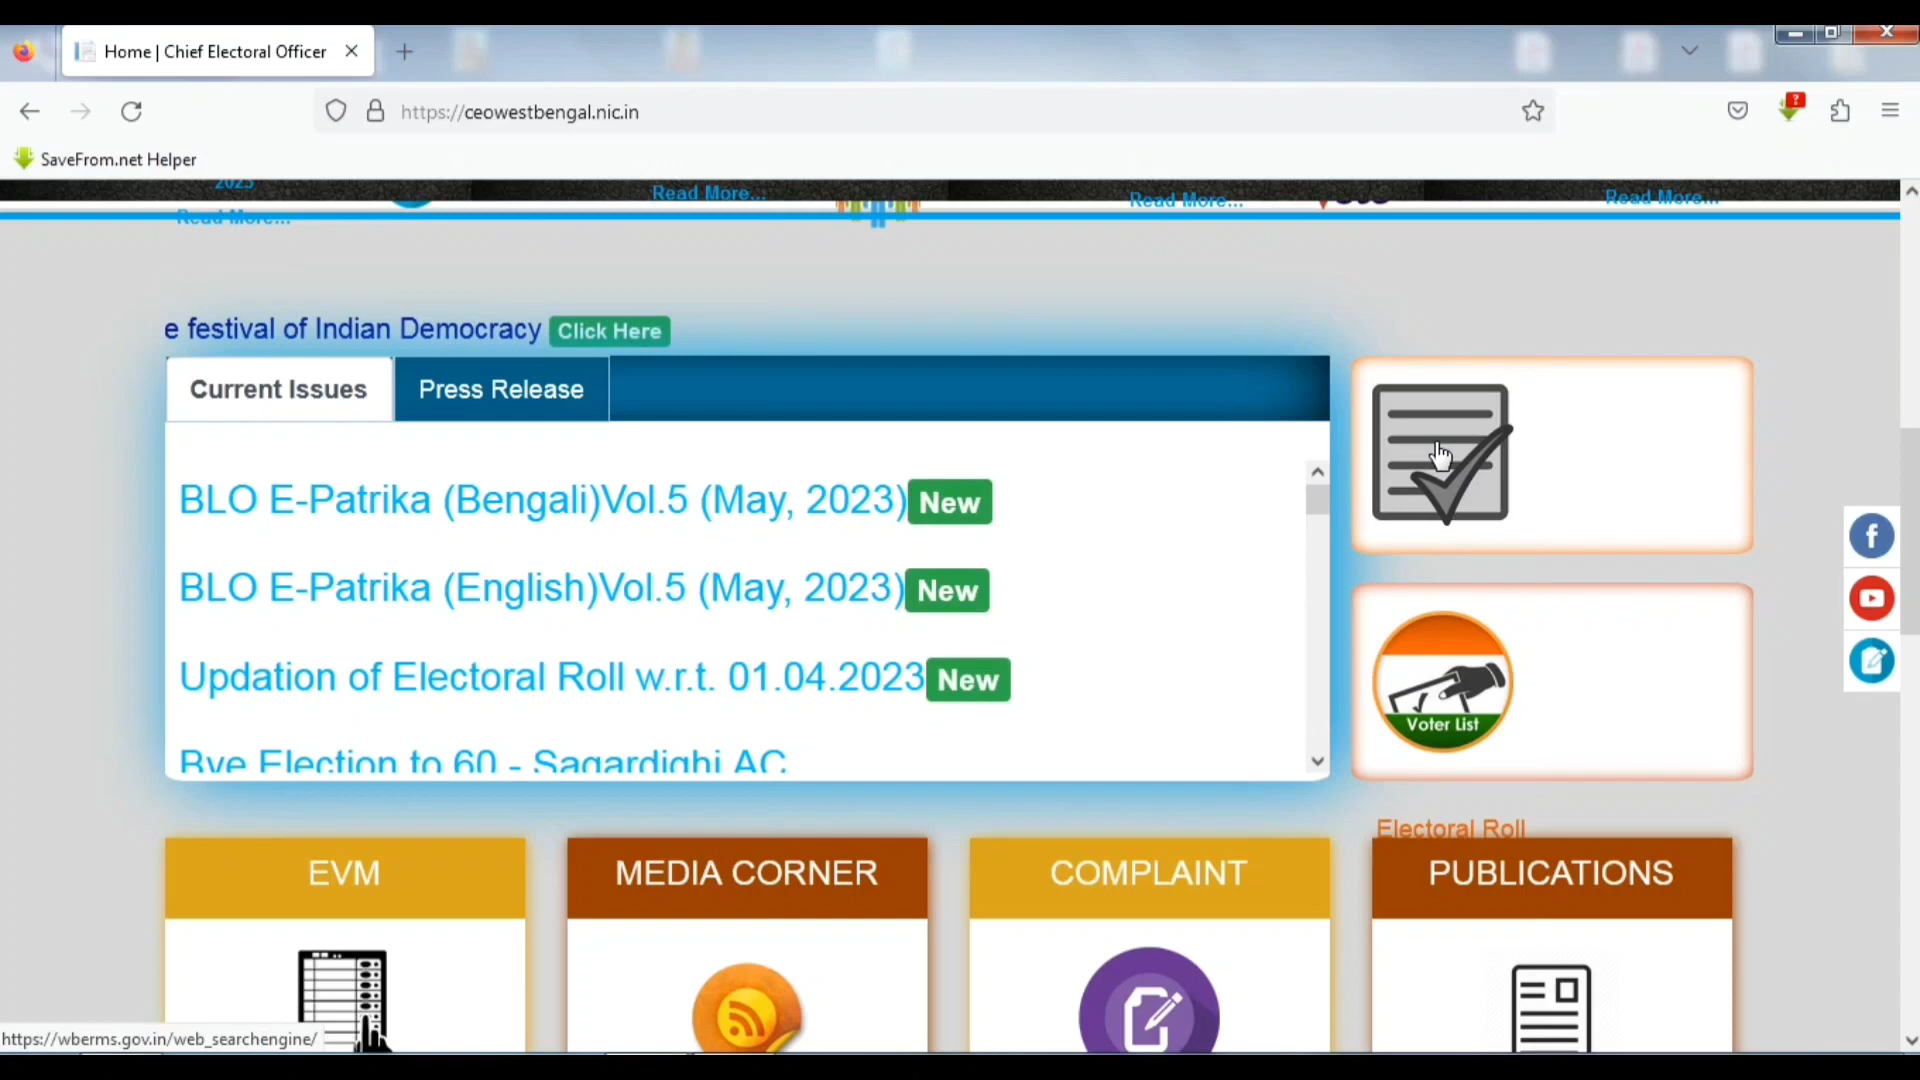 Home | Chief Electoral Officer
https://ceowestbengal.nic.in
SaveFrom.net Helper
2023
Read More...
Read More...
Read More...
Read More...
e festival of Indian Democracy Click Here
Current Issues
Press Release
BLO E-Patrika (Bengali)Vol.5 (May, 2023) New
BLO E-Patrika (English)Vol.5 (May, 2023) New
Updation of Electoral Roll w.r.t. 01.04.2023 New
Bye Election to 60 - Sagardighi AC
Voter List
Electoral Roll
EVM
MEDIA CORNER
COMPLAINT
PUBLICATIONS
https://wberms.gov.in/web_searchengine/